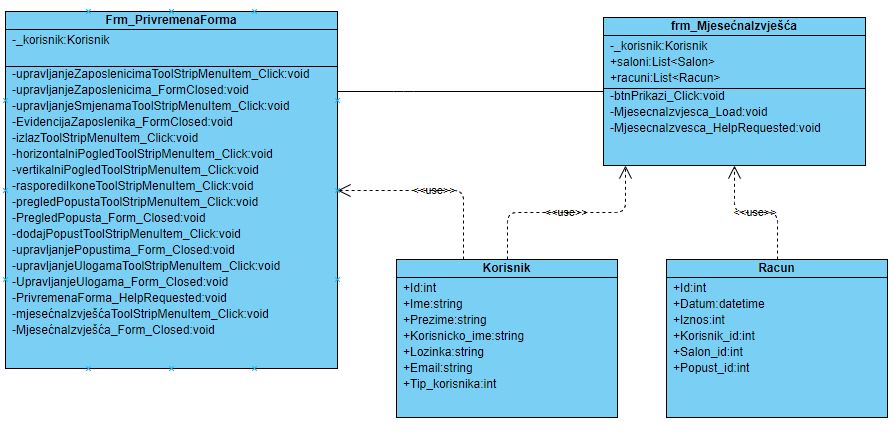 Frm_PrivremenaForma
-_korisnik:Korisnik
-upravljanjeZaposlenicimaToolStripMenuItem_Click:void
-upravljanjeZaposlenicima_FormClosed:void
-upravljanjeSmjenamaToolStripMenuItem_Click:void
-EvidencijaZaposlenika_FormClosed:void
-izlazToolStripMenuItem_Click:void
-horizontalniPogledToolStripMenuItem_Click:void
-vertikalniPogledToolStripMenuItem_Click:void
-rasporediIkoneToolStripMenuItem_Click:void
-pregledPopustaToolStripMenuItem_Click:void
-PregledPopusta_Form_Closed:void
-dodajPopustToolStripMenuItem_Click:void
-upravljanjePopustima_Form_Closed:void
-upravljanjeUlogamaToolStripMenuItem_Click:void
-UpravljanjeUlogama_Form_Closed:void
-PrivremenaForma_HelpRequested:void
-mjesećnaIzvješćaToolStripMenuItem_Click:void
-MjesećnaIzvješća_Form_Closed:void
frm_MjesećnaIzvješća
-_korisnik:Korisnik
+saloni:List<Salon>
+racuni:List<Racun>
-btnPrikazi_Click:void
-MjesecnaIzvjesca_Load:void
-MjesecnaIzvesca_HelpRequested:void
<<use>>
<<use>>
<<use>>
Korisnik
+Id:int
+Ime:string
+Prezime:string
+Korisnicko_ime:string
+Lozinka:string
+Email:string
+Tip_korisnika:int
Racun
+Id:int
+Datum:datetime
+Iznos:int
+Korisnik_id:int
+Salon_id:int
+Popust_id:int